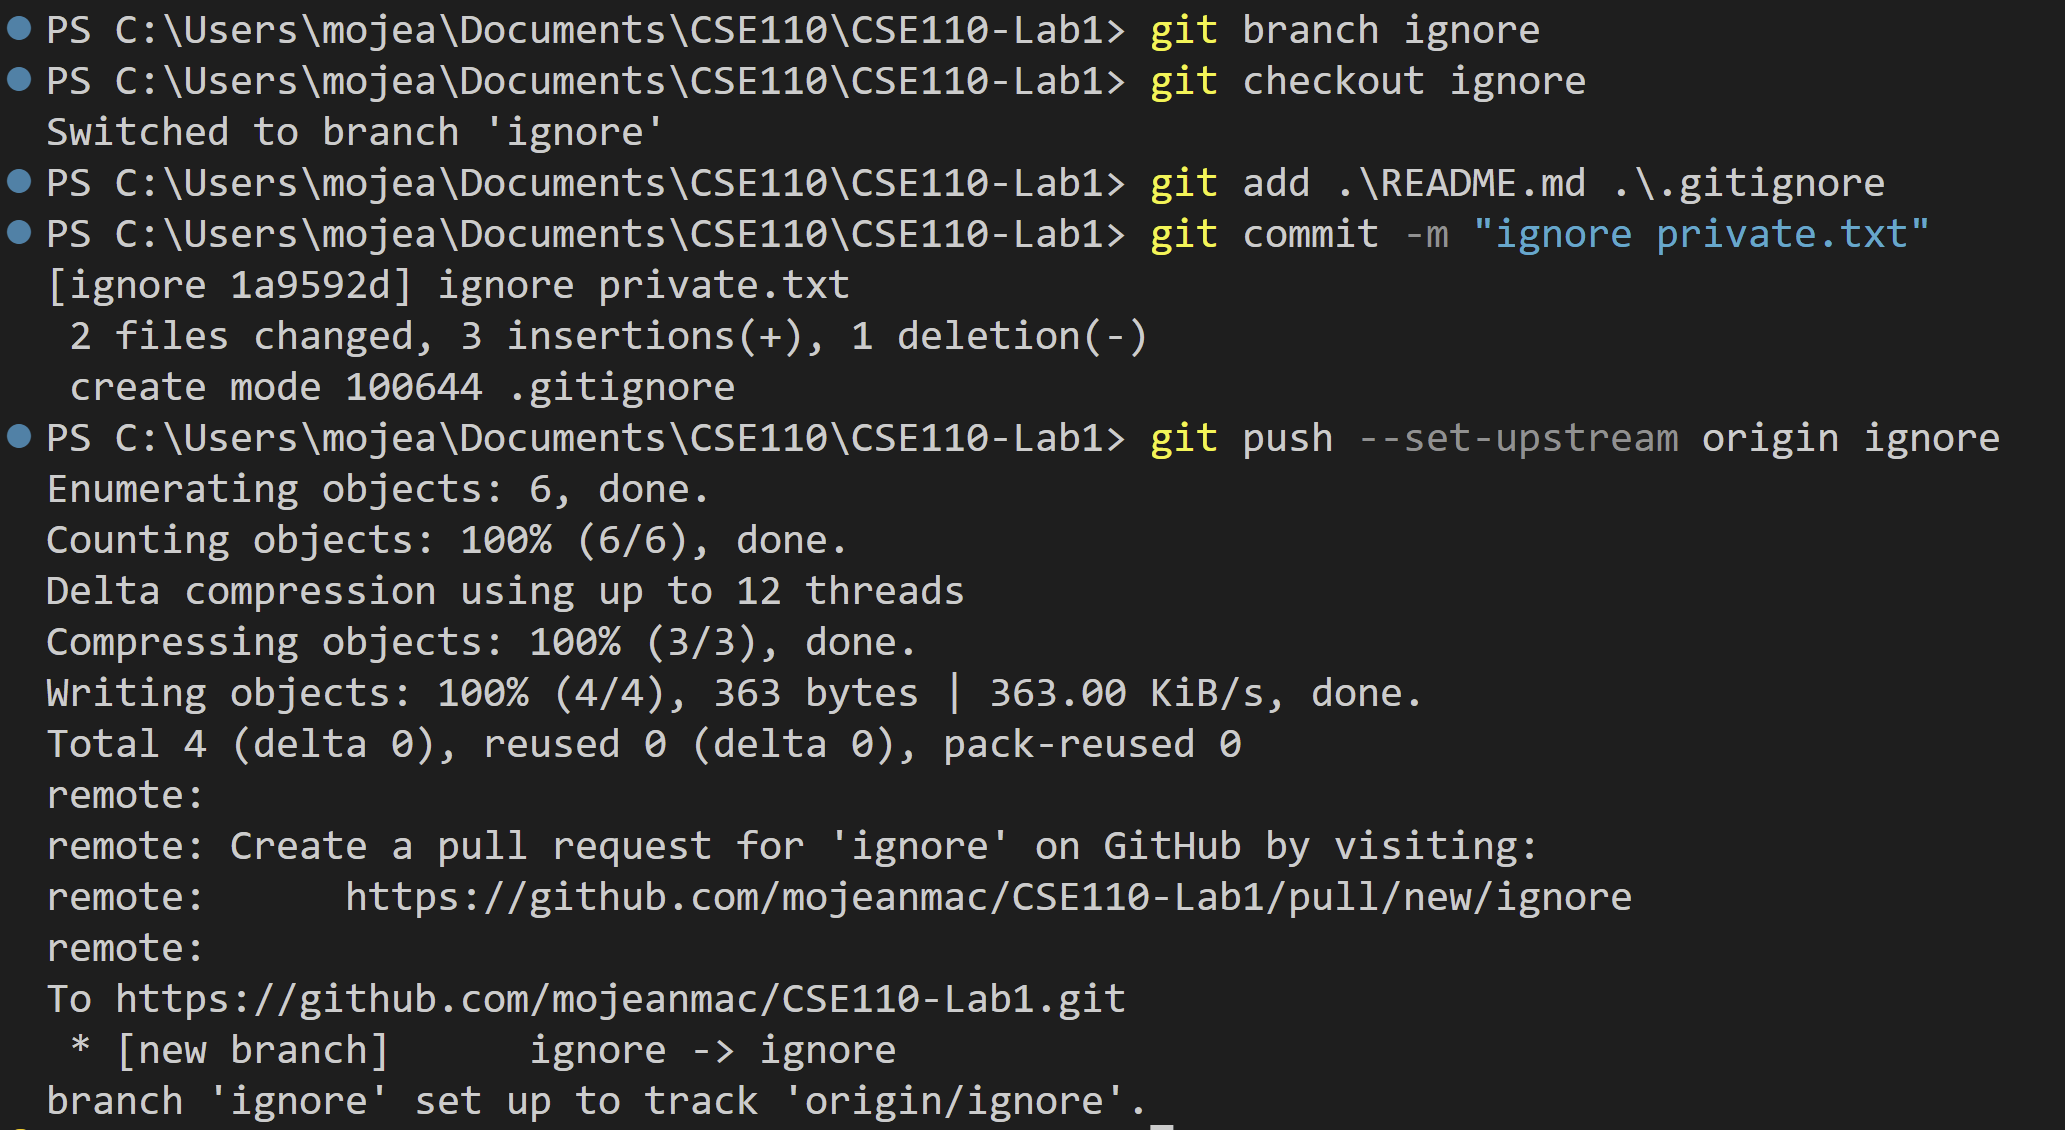 PS C:\Users\mojea\Documents\CSE110\CSE110-Lab1> git branch ignore
PS C:\Users\mojea\Documents\CSE110\CSE110-Lab1> git checkout ignore
Switched to branch 'ignore'
PS C:\Users\mojea\Documents\CSE110\CSE110-Lab1> git add .\README.md .\.gitignore
PS C:\Users\mojea\Documents\CSE110\CSE110-Lab1> git commit -m "ignore private.txt"
[ignore 1a9592d] ignore private.txt
 2 files changed, 3 insertions(+), 1 deletion(-)
 create mode 100644 .gitignore
PS C:\Users\mojea\Documents\CSE110\CSE110-Lab1> git push --set-upstream origin ignore
Enumerating objects: 6, done.
Counting objects: 100% (6/6), done.
Delta compression using up to 12 threads
Compressing objects: 100% (3/3), done.
Writing objects: 100% (4/4), 363 bytes | 363.00 KiB/s, done.
Total 4 (delta 0), reused 0 (delta 0), pack-reused 0
remote:
remote: Create a pull request for 'ignore' on GitHub by visiting:
remote:      https://github.com/mojeanmac/CSE110-Lab1/pull/new/ignore
remote:
To https://github.com/mojeanmac/CSE110-Lab1.git
 * [new branch]      ignore -> ignore
branch 'ignore' set up to track 'origin/ignore'.